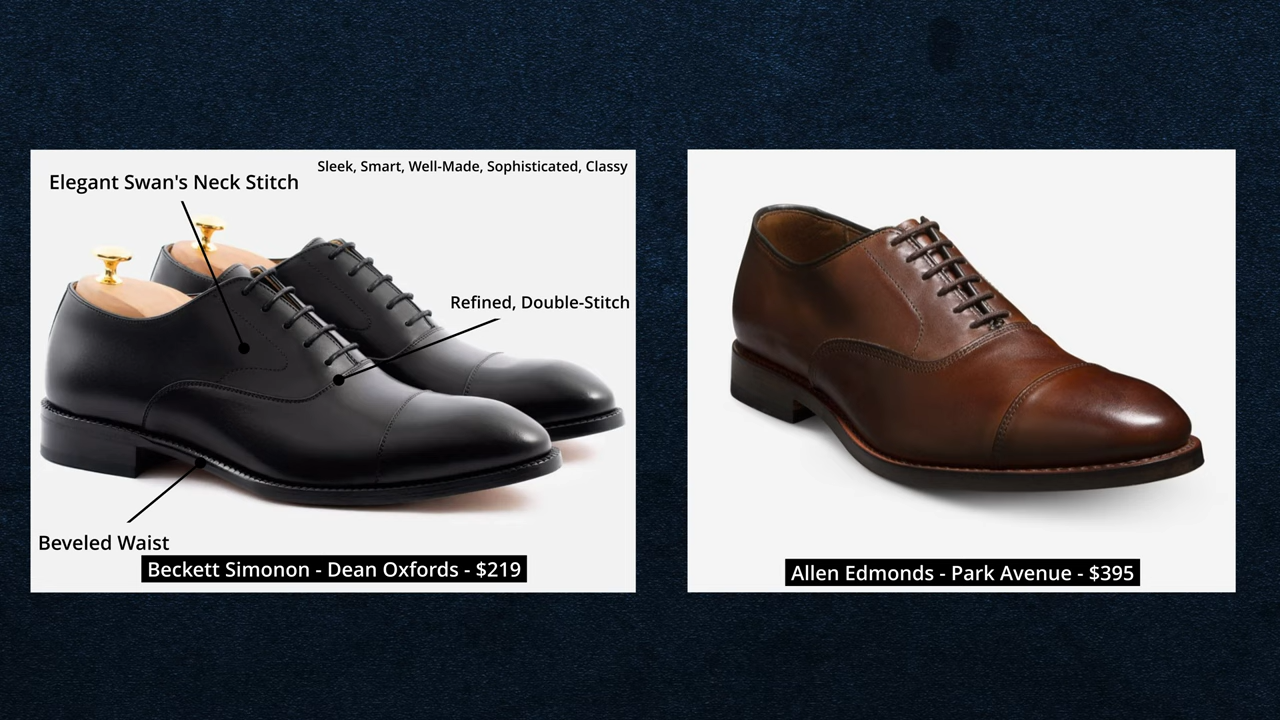 Sleek, Smart, Well-Made, Sophisticated, Classy
Elegant Swan's Neck Stitch
Refined, Double-Stitch
Beveled Waist
Beckett Simonon - Dean Oxfords - $219
Allen Edmonds - Park Avenue - $395